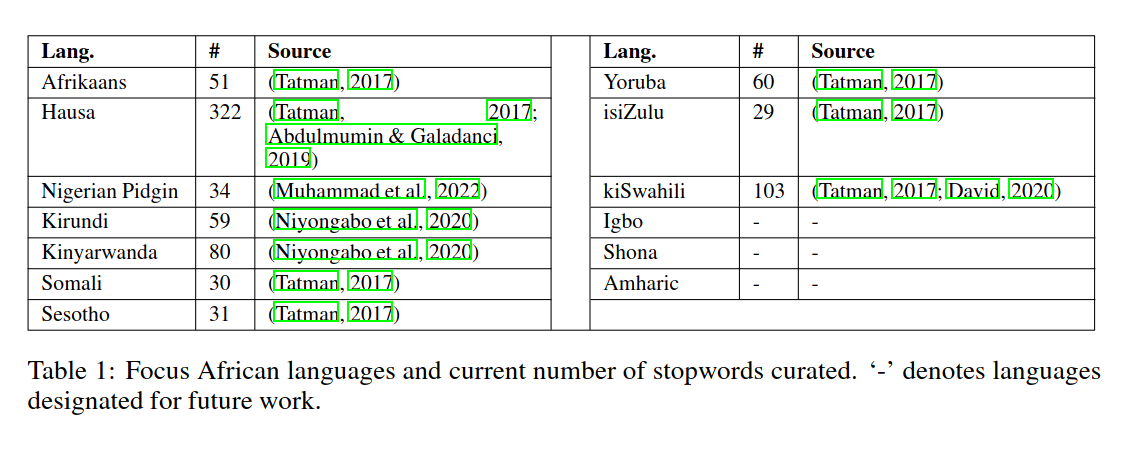 Lang. # Source Lang. # Source
Afrikaans 51 (Tatman, 2017) Yoruba 60 (Tatman, 2017)
Hausa 322 (Tatman, 2017; isiZulu 29 (Tatman, 2017)
Abdulmumin & Galadanci,
2019)
Nigerian Pidgin 34 (Muhammad et al., 2022) kiSwahili 103 (Tatman, 2017; David, 2020)
Kirundi 59 (Niyongabo et al., 2020) Igbo - -
Kinyarwanda 80 (Niyongabo et al., 2020) Shona - -
Somali 30 (Tatman, 2017) Amharic - -
Sesotho 31 (Tatman, 2017)
Table 1: Focus African languages and current number of stopwords curated. ‘-’ denotes languages
designated for future work.